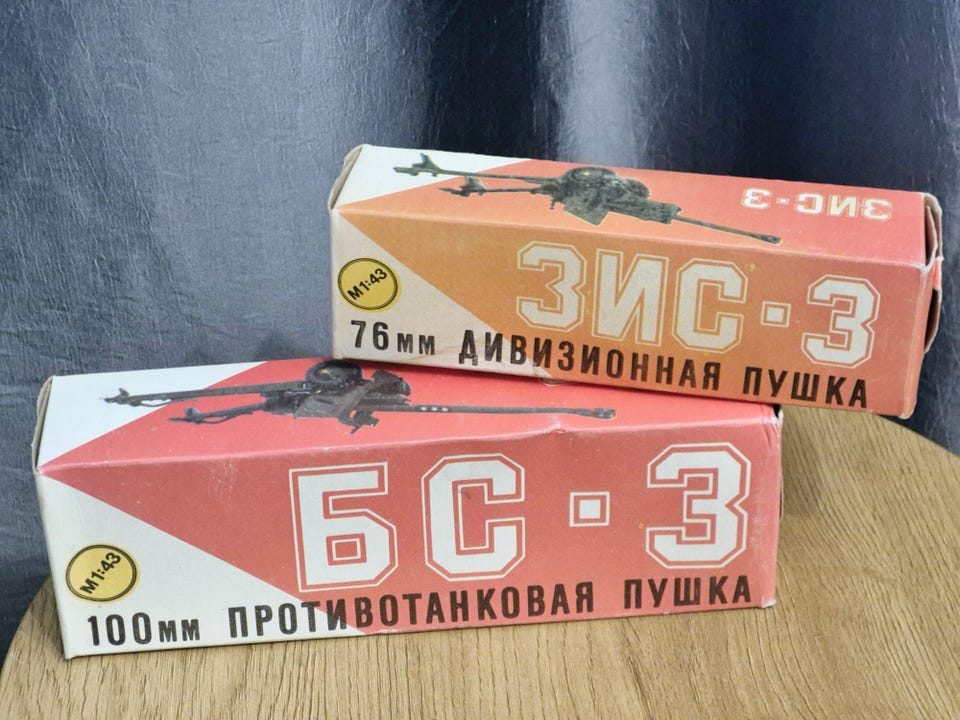 ЗИС-3
ЗИС-3
М1:43
76мм ДИВИЗИОННАЯ ПУШКА
БС-3
М1:43
100мм ПРОТИВОТАНКОВАЯ ПУШКА